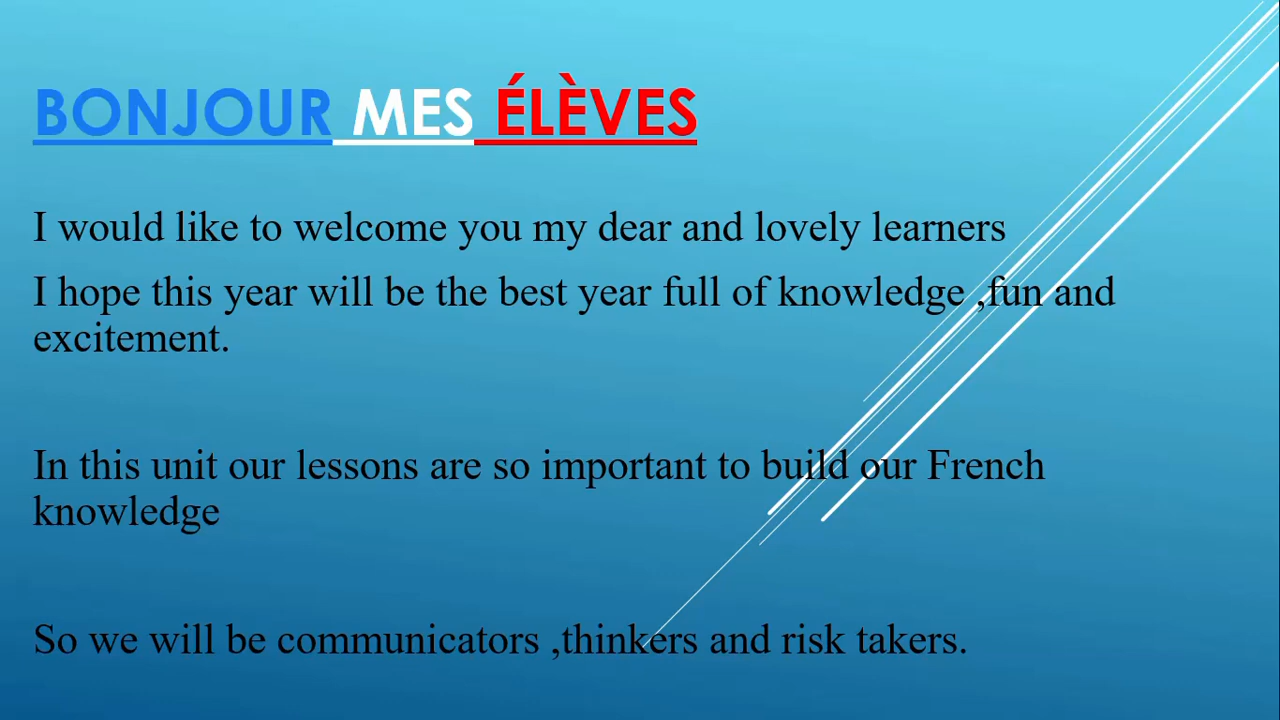 BONJOUR MES ÉLÈVES
I would like to welcome you my dear and lovely learners
I hope this year will be the best year full of knowledge ,fun and
excitement.
In this unit our lessons are so important to build our French
knowledge
So we will be communicators ,thinkers and risk takers.